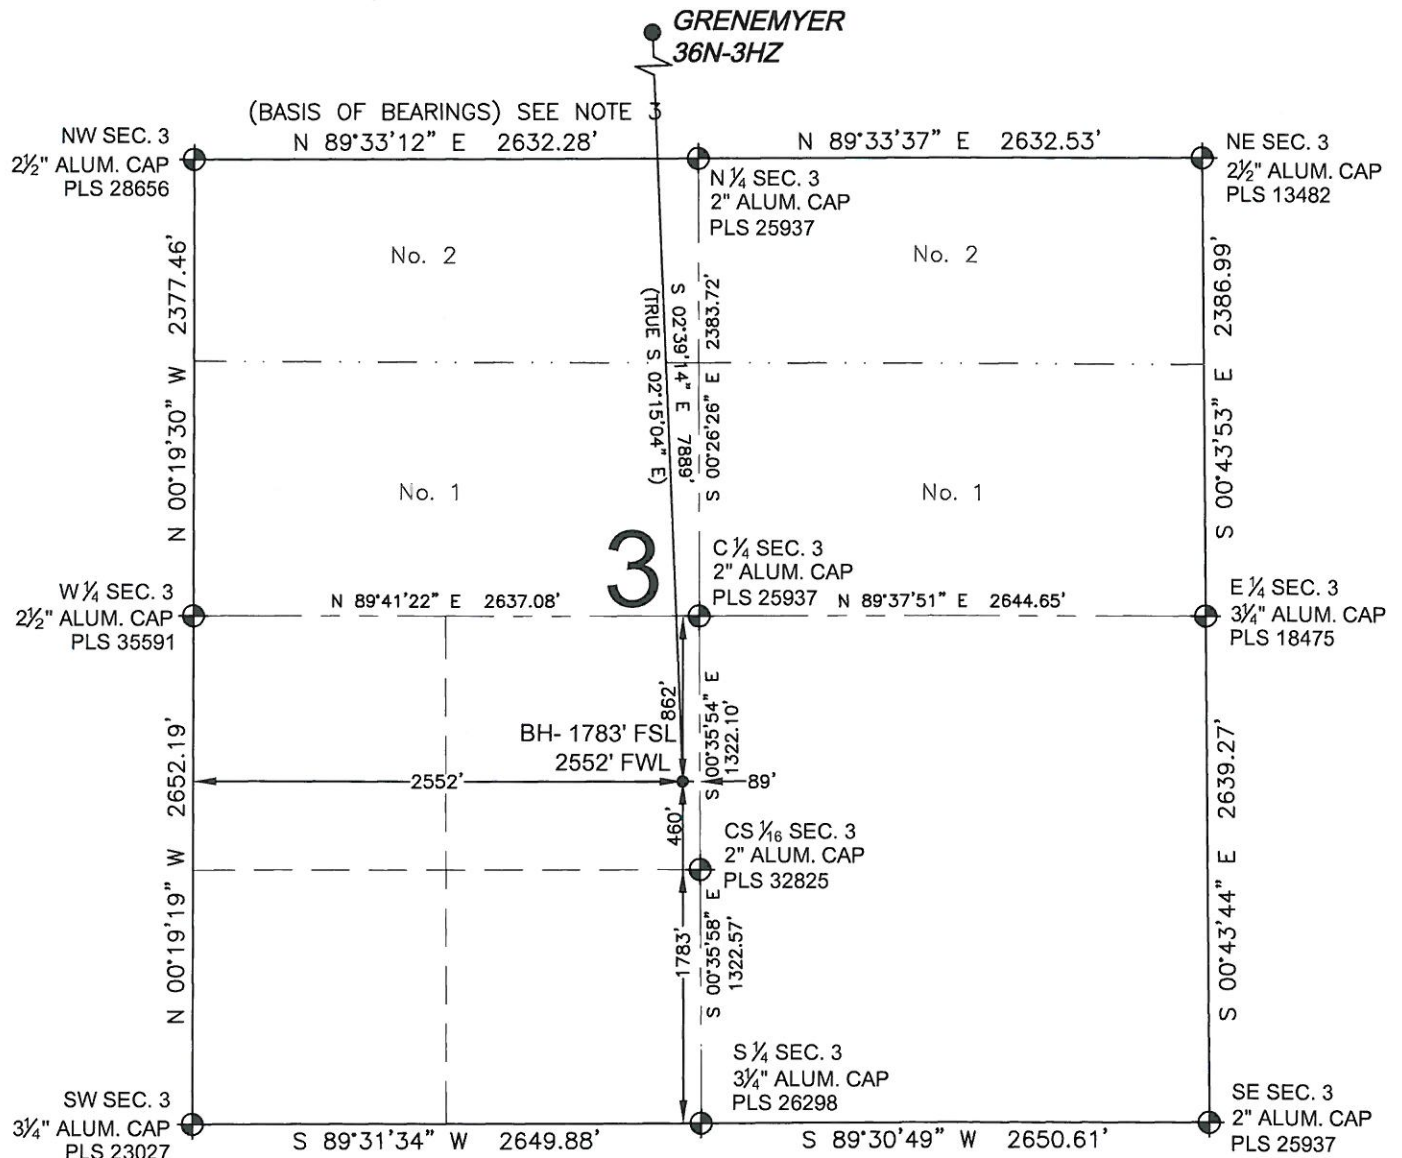 GRENEMYER
36N-3HZ
(BASIS OF BEARINGS) SEE NOTE 3
NW SEC. 3
2½" ALUM. CAP
PLS 28656
N 89°33'12" E 2632.28'
N 89°33'37" E 2632.53'
NE SEC. 3
2½" ALUM. CAP
PLS 13482
N ¼ SEC. 3
2" ALUM. CAP
PLS 25937
No. 2
No. 2
N 00°19'30" W 2377.46'
(TRUE S 02°15'04" E)
S 02°39'14" E 7889'
S 00°26'26" E 2383.72'
S 00°43'53" E 2386.99'
No. 1
No. 1
3
C ¼ SEC. 3
2" ALUM. CAP
PLS 25937
W ¼ SEC. 3
2½" ALUM. CAP
PLS 35591
N 89°41'22" E 2637.08'
N 89°37'51" E 2644.65'
E ¼ SEC. 3
3¼" ALUM. CAP
PLS 18475
862'
S 00°35'54" E
1322.10'
BH- 1783' FSL
2552' FWL
2552'
89'
460'
N 00°19'19" W 2652.19'
S 00°43'44" E 2639.27'
CS 1⁄16 SEC. 3
2" ALUM. CAP
PLS 32825
1783'
S 00°35'58" E
1322.57'
S ¼ SEC. 3
3¼" ALUM. CAP
PLS 26298
SW SEC. 3
3¼" ALUM. CAP
PLS 23027
S 89°31'34" W 2649.88'
S 89°30'49" W 2650.61'
SE SEC. 3
2" ALUM. CAP
PLS 25937